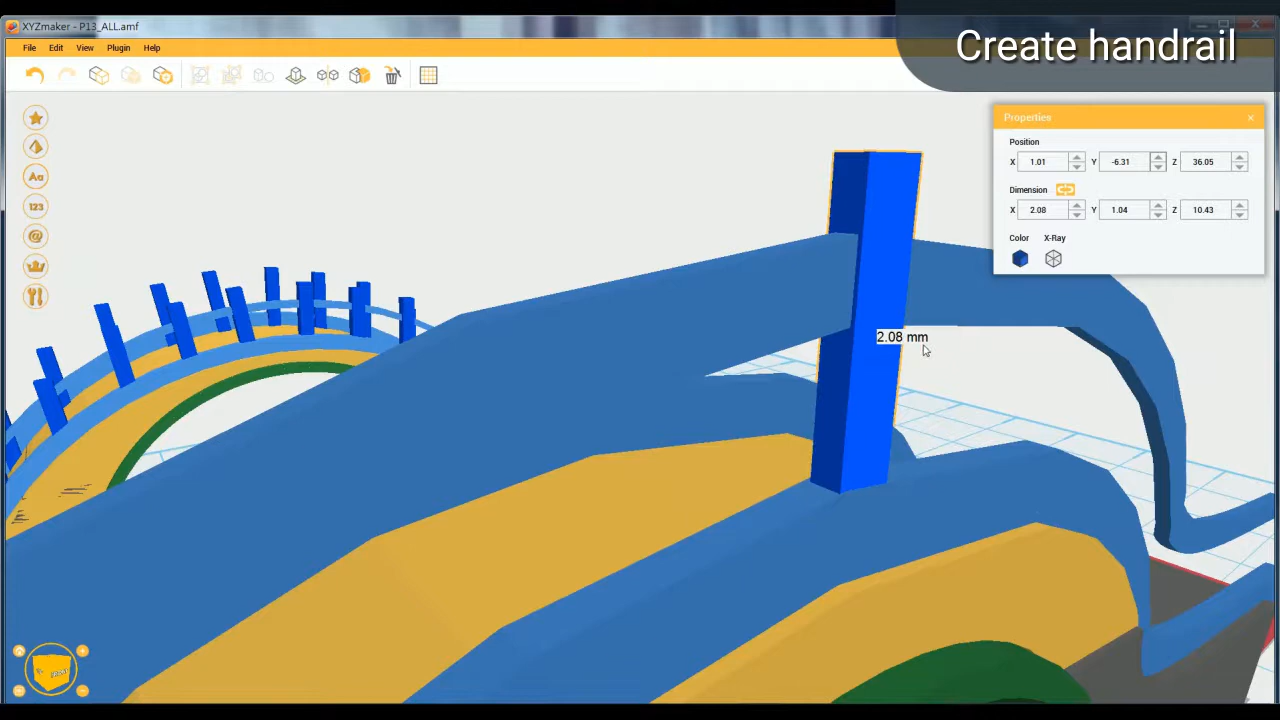 XYZmaker - P13_ALL.amf
Create handrail
File Edit View Plugin Help
Aa
123
@
Properties
Position
X 1.01 Y -6.31 Z 36.05
Dimension
X 2.08 Y 1.04 Z 10.43
Color X-Ray
2.08 mm